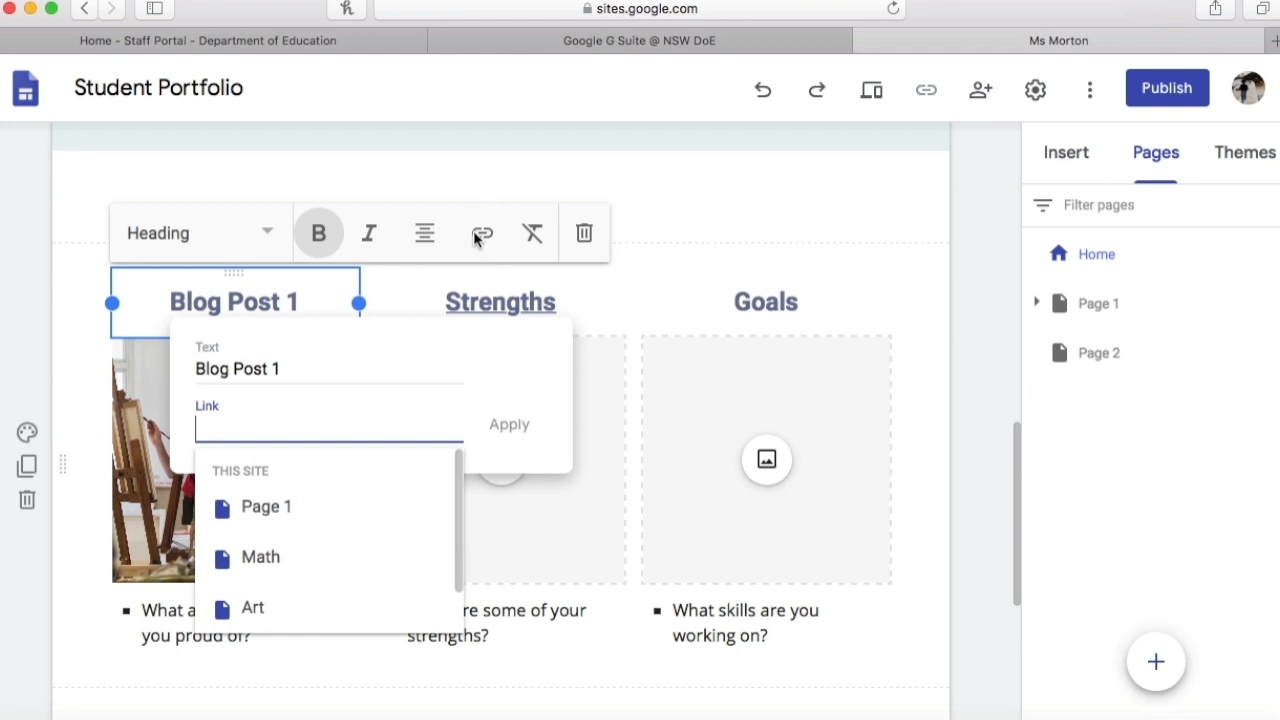 sites.google.com
Home - Staff Portal - Department of Education
Google G Suite @ NSW DoE
Ms Morton
Student Portfolio
Publish
Insert
Pages
Themes
Filter pages
Home
Page 1
Page 2
Heading
B
I
Blog Post 1
Strengths
Goals
Text
Blog Post 1
Link
Apply
THIS SITE
Page 1
Math
Art
What a
you proud of?
re some of your
strengths?
What skills are you
working on?